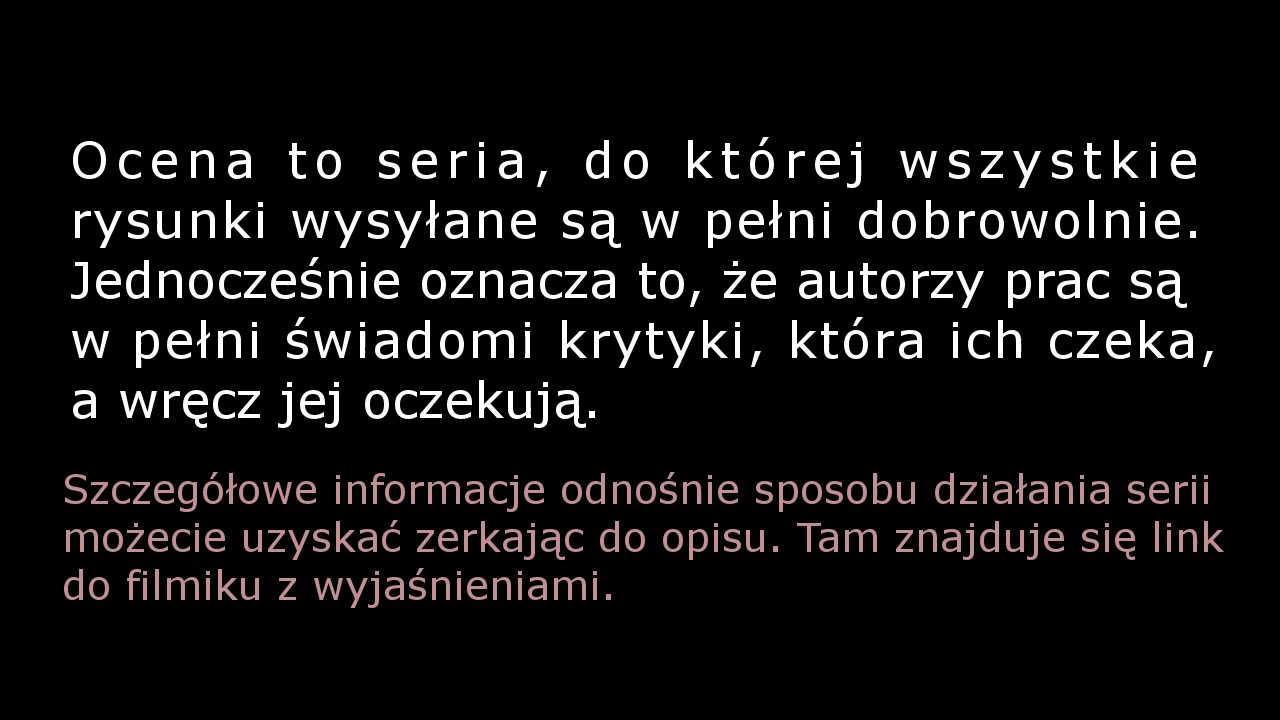 Ocena to seria, do której wszystkie
rysunki wysyłane są w pełni dobrowolnie.
Jednocześnie oznacza to, że autorzy prac są
w pełni świadomi krytyki, która ich czeka,
a wręcz jej oczekują.
Szczegółowe informacje odnośnie sposobu działania serii
możecie uzyskać zerkając do opisu. Tam znajduje się link
do filmiku z wyjaśnieniami.